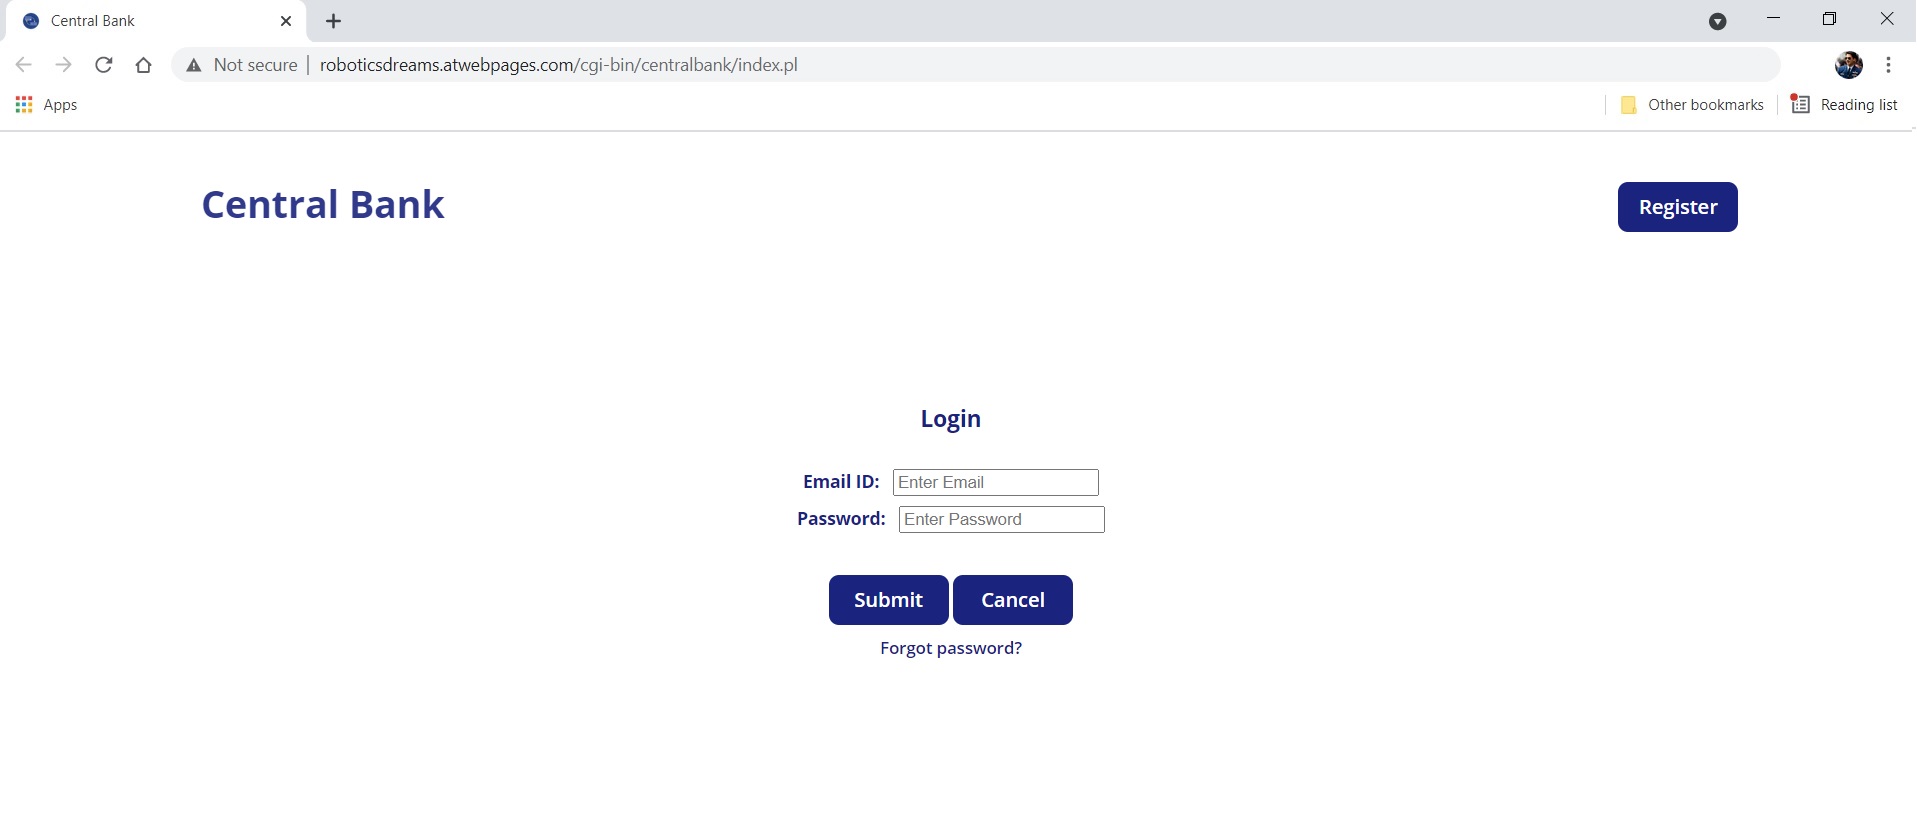 Central Bank
Not secure | roboticsdreams.atwebpages.com/cgi-bin/centralbank/index.pl
Apps
Other bookmarks
Reading list
Central Bank
Register
Login
Email ID: Enter Email
Password: Enter Password
Submit Cancel
Forgot password?